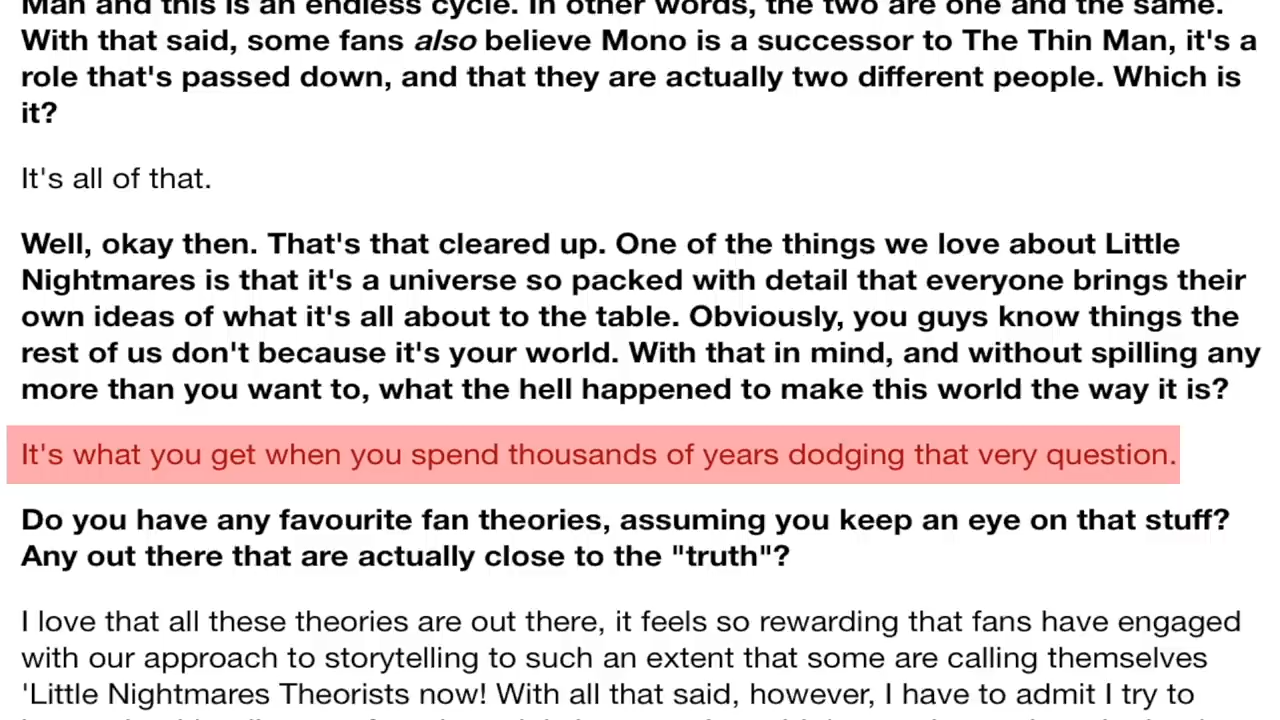 Man and this is an endless cycle. In other words, the two are one and the same.
With that said, some fans also believe Mono is a successor to The Thin Man, it's a
role that's passed down, and that they are actually two different people. Which is
it?
It's all of that.
Well, okay then. That's that cleared up. One of the things we love about Little
Nightmares is that it's a universe so packed with detail that everyone brings their
own ideas of what it's all about to the table. Obviously, you guys know things the
rest of us don't because it's your world. With that in mind, and without spilling any
more than you want to, what the hell happened to make this world the way it is?
It's what you get when you spend thousands of years dodging that very question.
Do you have any favourite fan theories, assuming you keep an eye on that stuff?
Any out there that are actually close to the "truth"?
I love that all these theories are out there, it feels so rewarding that fans have engaged
with our approach to storytelling to such an extent that some are calling themselves
'Little Nightmares Theorists now! With all that said, however, I have to admit I try to